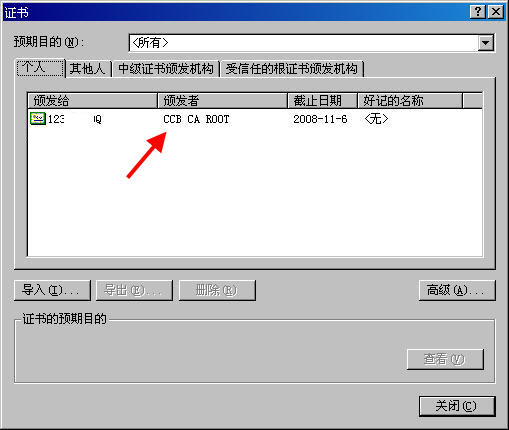 证书
预期目的(N): <所有>
个人 其他人 中级证书颁发机构 受信任的根证书颁发机构
颁发给 颁发者 截止日期 好记的名称
123 Q CCB CA ROOT 2008-11-6 <无>
导入(I)... 导出(E)... 删除(R) 高级(A)...
证书的预期目的
查看(V)
关闭(C)